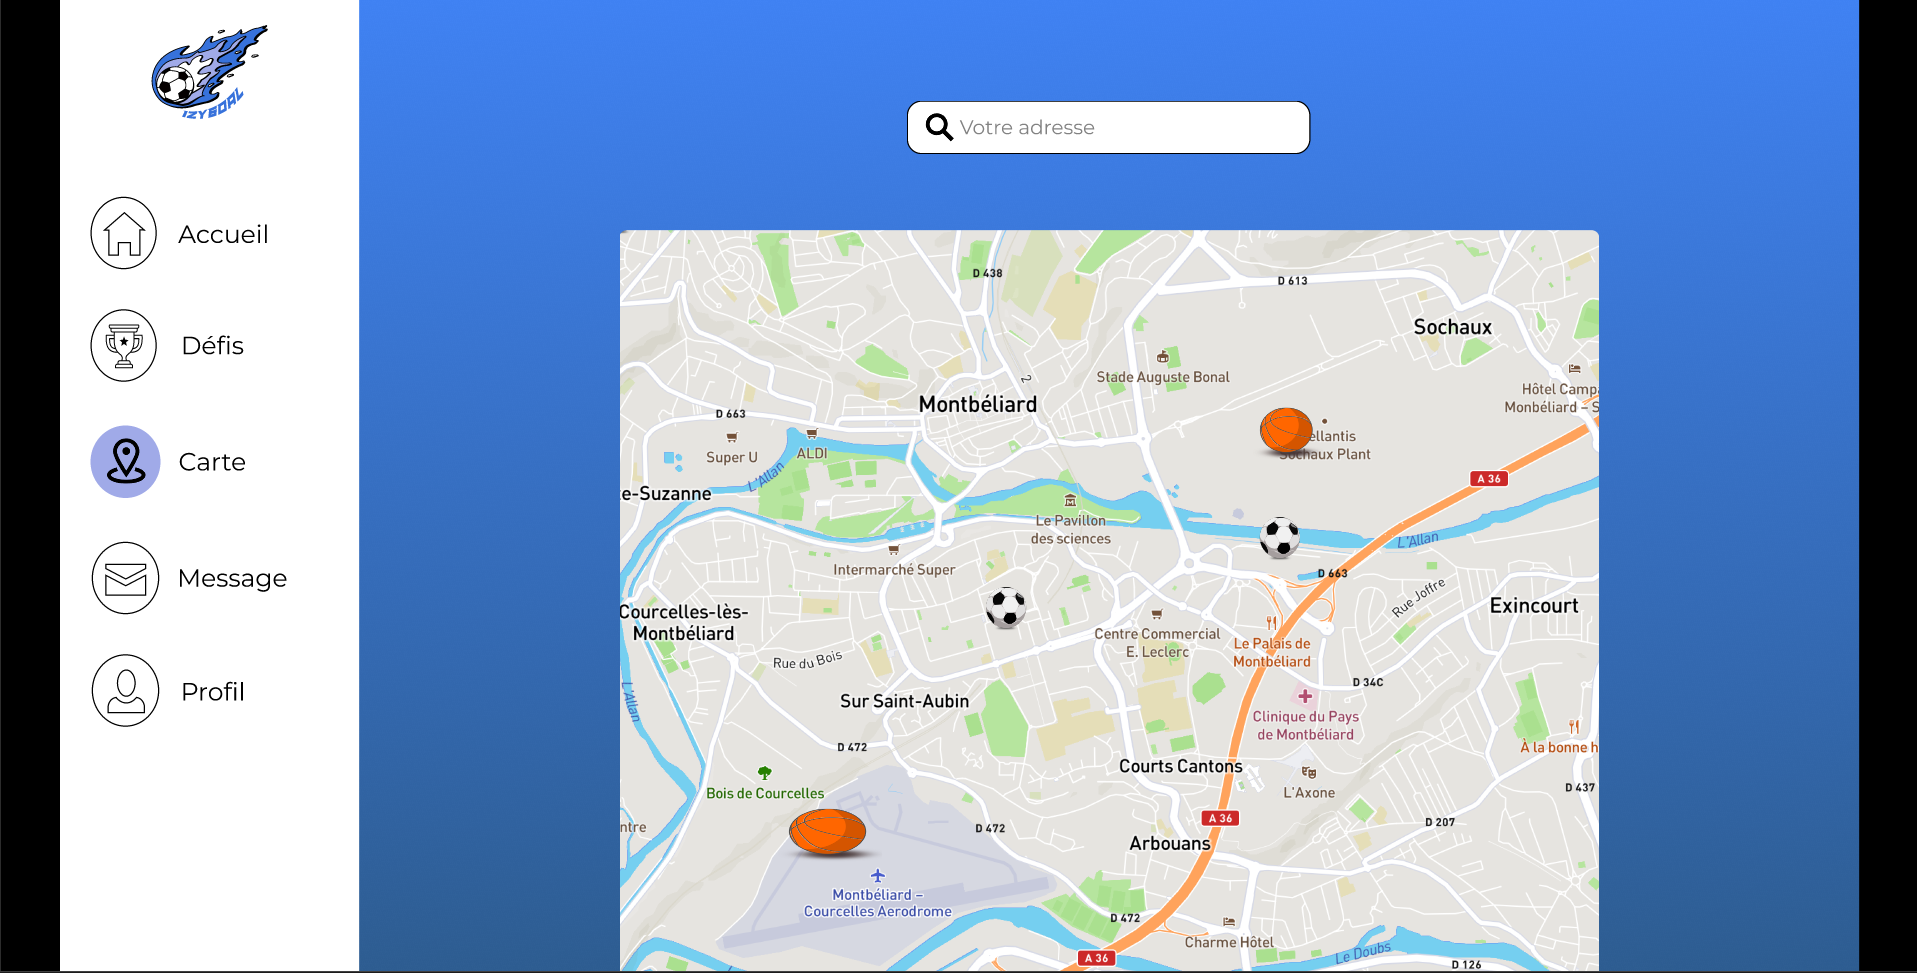 IZYGOAL
Accueil
Défis
Carte
Message
Profil
Votre adresse
D 438
D 613
Sochaux
Stade Auguste Bonal
2
Hôtel Camp
Monbéliard – S
Montbéliard
D 663
Super U
ALDI
L'Allan
ellantis
Sochaux Plant
A 36
e-Suzanne
Le Pavillon
des sciences
L'Allan
Intermarché Super
D 663
Rue Joffre
Exincourt
Courcelles-lès-
Montbéliard
Centre Commercial
E. Leclerc
Le Palais de
Montbéliard
Rue du Bois
D 34C
L'Allan
Sur Saint-Aubin
Clinique du Pays
de Montbéliard
D 472
À la bonne h
Courts Cantons
Bois de Courcelles
L'Axone
D 437
ntre
D 472
A 36
D 207
Arbouans
Montbéliard –
Courcelles Aerodrome
D 472
Charme Hôtel
Le Doubs
A 36
D 126